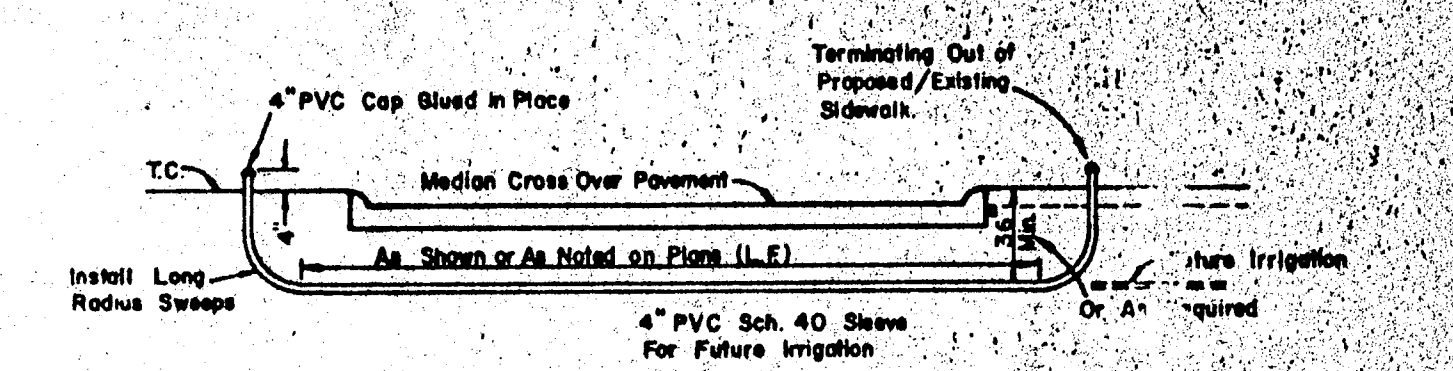 Terminating Out of
Proposed/Existing
Sidewalk.
4" PVC Cap Glued in Place
T.C.
Median Cross Over Pavement
4"
36"
Min.
As Shown or As Noted on Plans (L.F.)
Install Long
Radius Sweeps
Irrigation
Or
4" PVC Sch. 40 Sleeve
For Future Irrigation